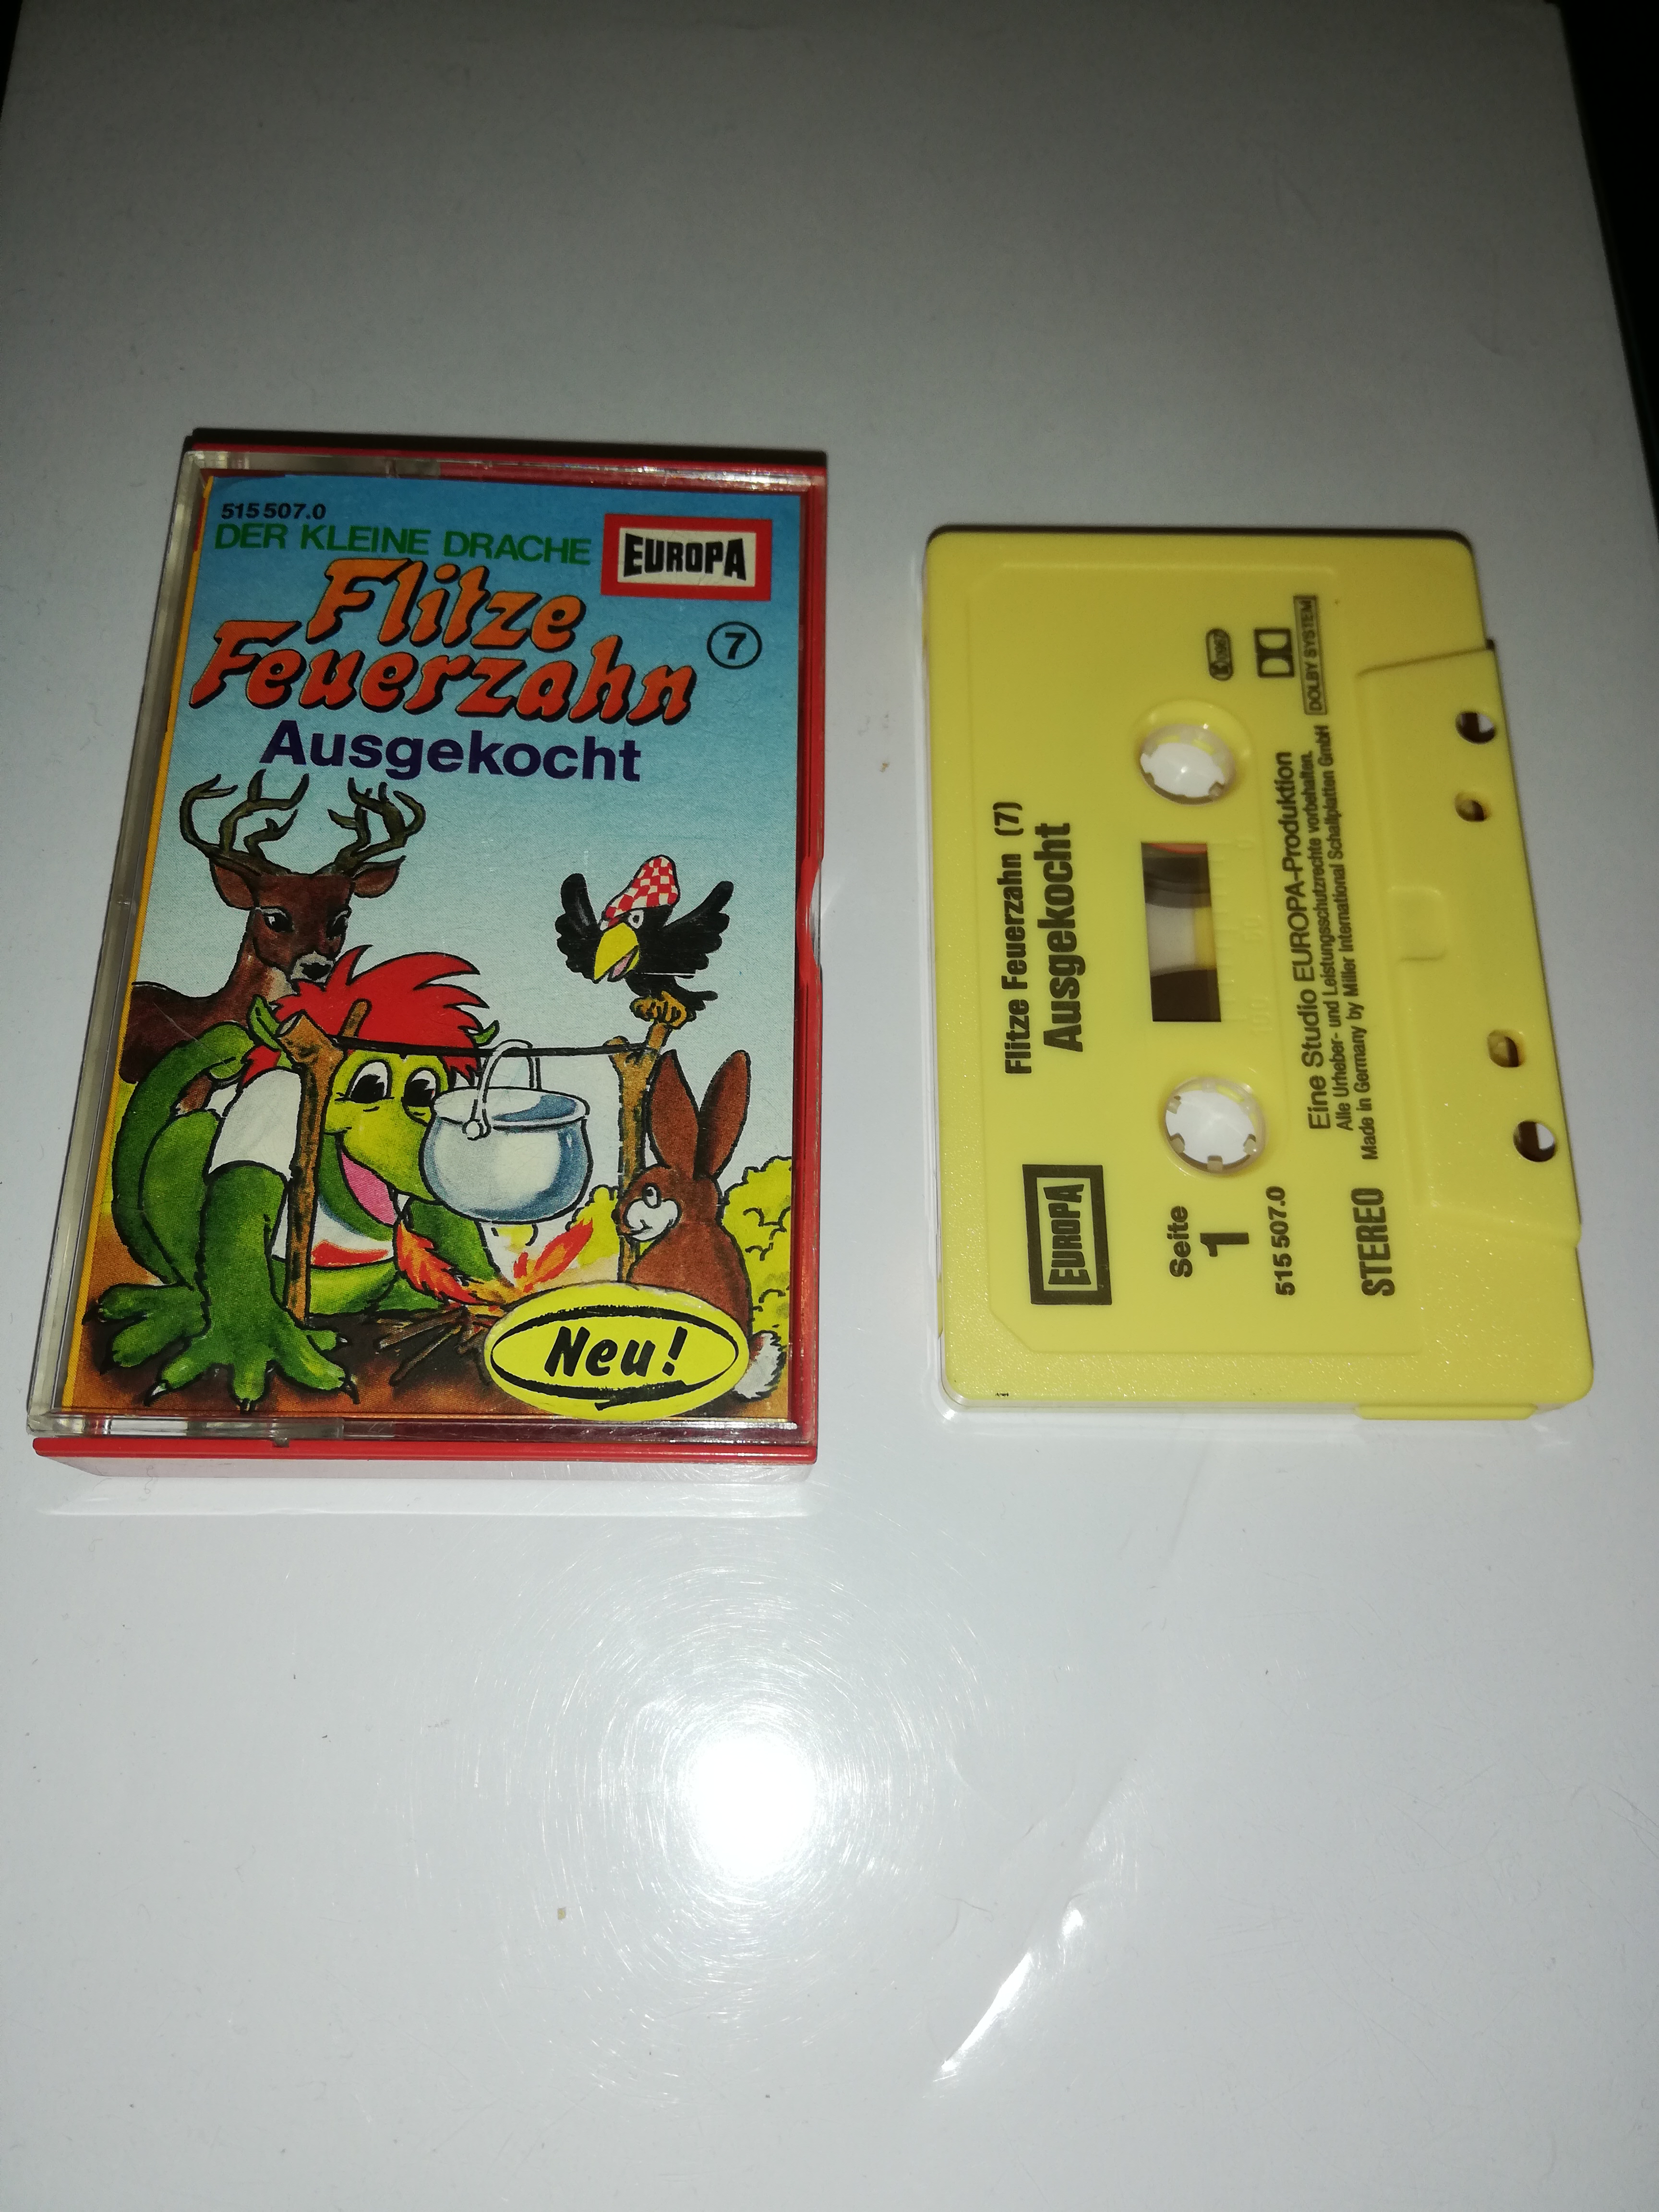 515 507.0
DER KLEINE DRACHE
EUROPA
Flitze
Feuerzahn
7
Ausgekocht
Neu!
Flitze Feuerzahn (7)
Ausgekocht
EUROPA
Seite
1
515 507.0
STEREO
DOLBY SYSTEM
Eine Studio EUROPA-Produktion
Alle Urheber- und Leistungsschutzrechte vorbehalten.
Made in Germany by Miller International Schallplatten GmbH